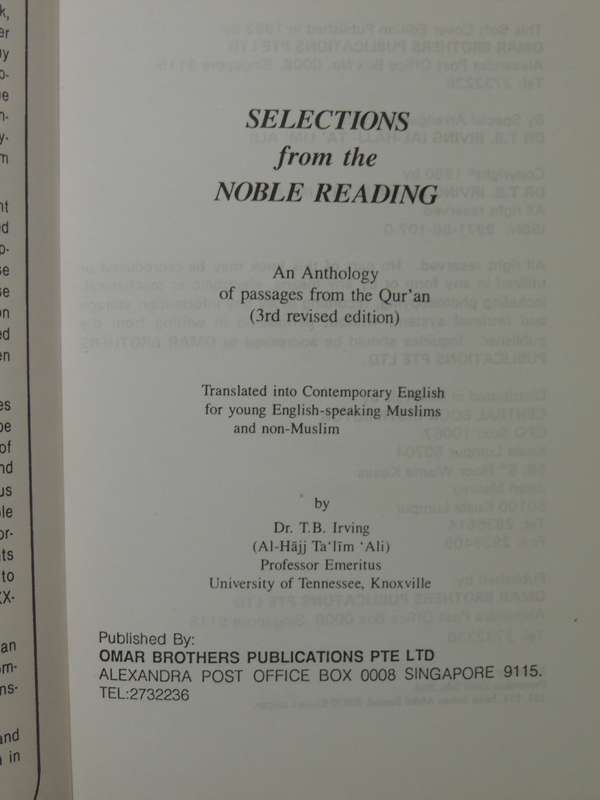 SELECTIONS
from the
NOBLE READING
An Anthology
of passages from the Qur'an
(3rd revised edition)
Translated into Contemporary English
for young English-speaking Muslims
and non-Muslim
by
Dr. T.B. Irving
(Al-Hājj Ta‘līm ‘Ali)
Professor Emeritus
University of Tennessee, Knoxville
Published By:
OMAR BROTHERS PUBLICATIONS PTE LTD
ALEXANDRA POST OFFICE BOX 0008 SINGAPORE 9115.
TEL:2732236